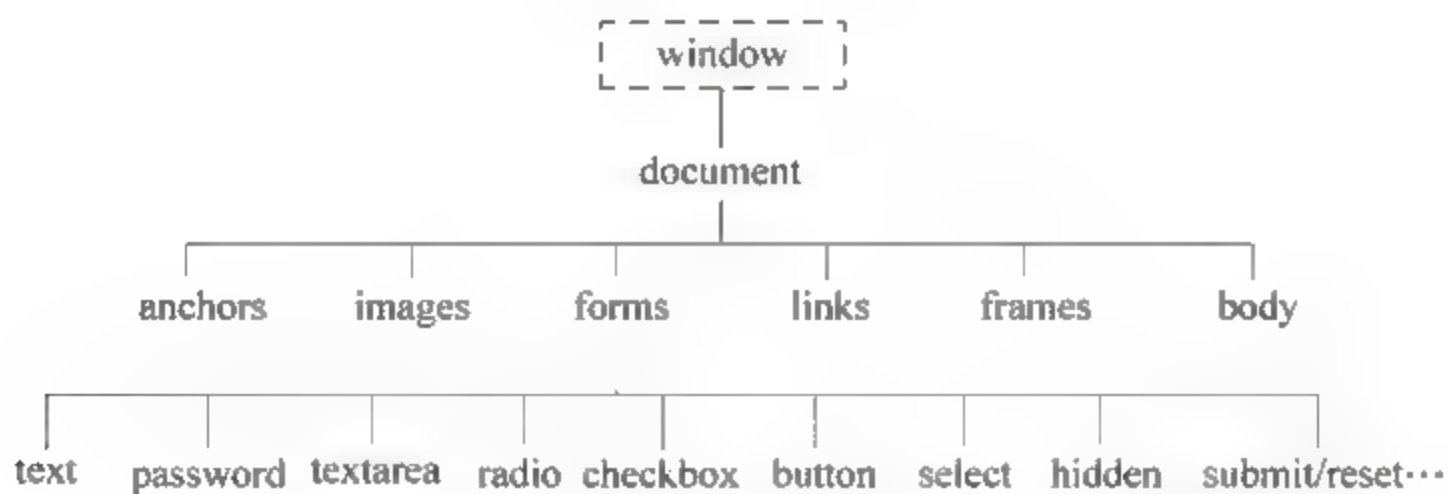 window
document
anchors images forms links frames body
text password textarea radio checkbox button select hidden submit/reset···